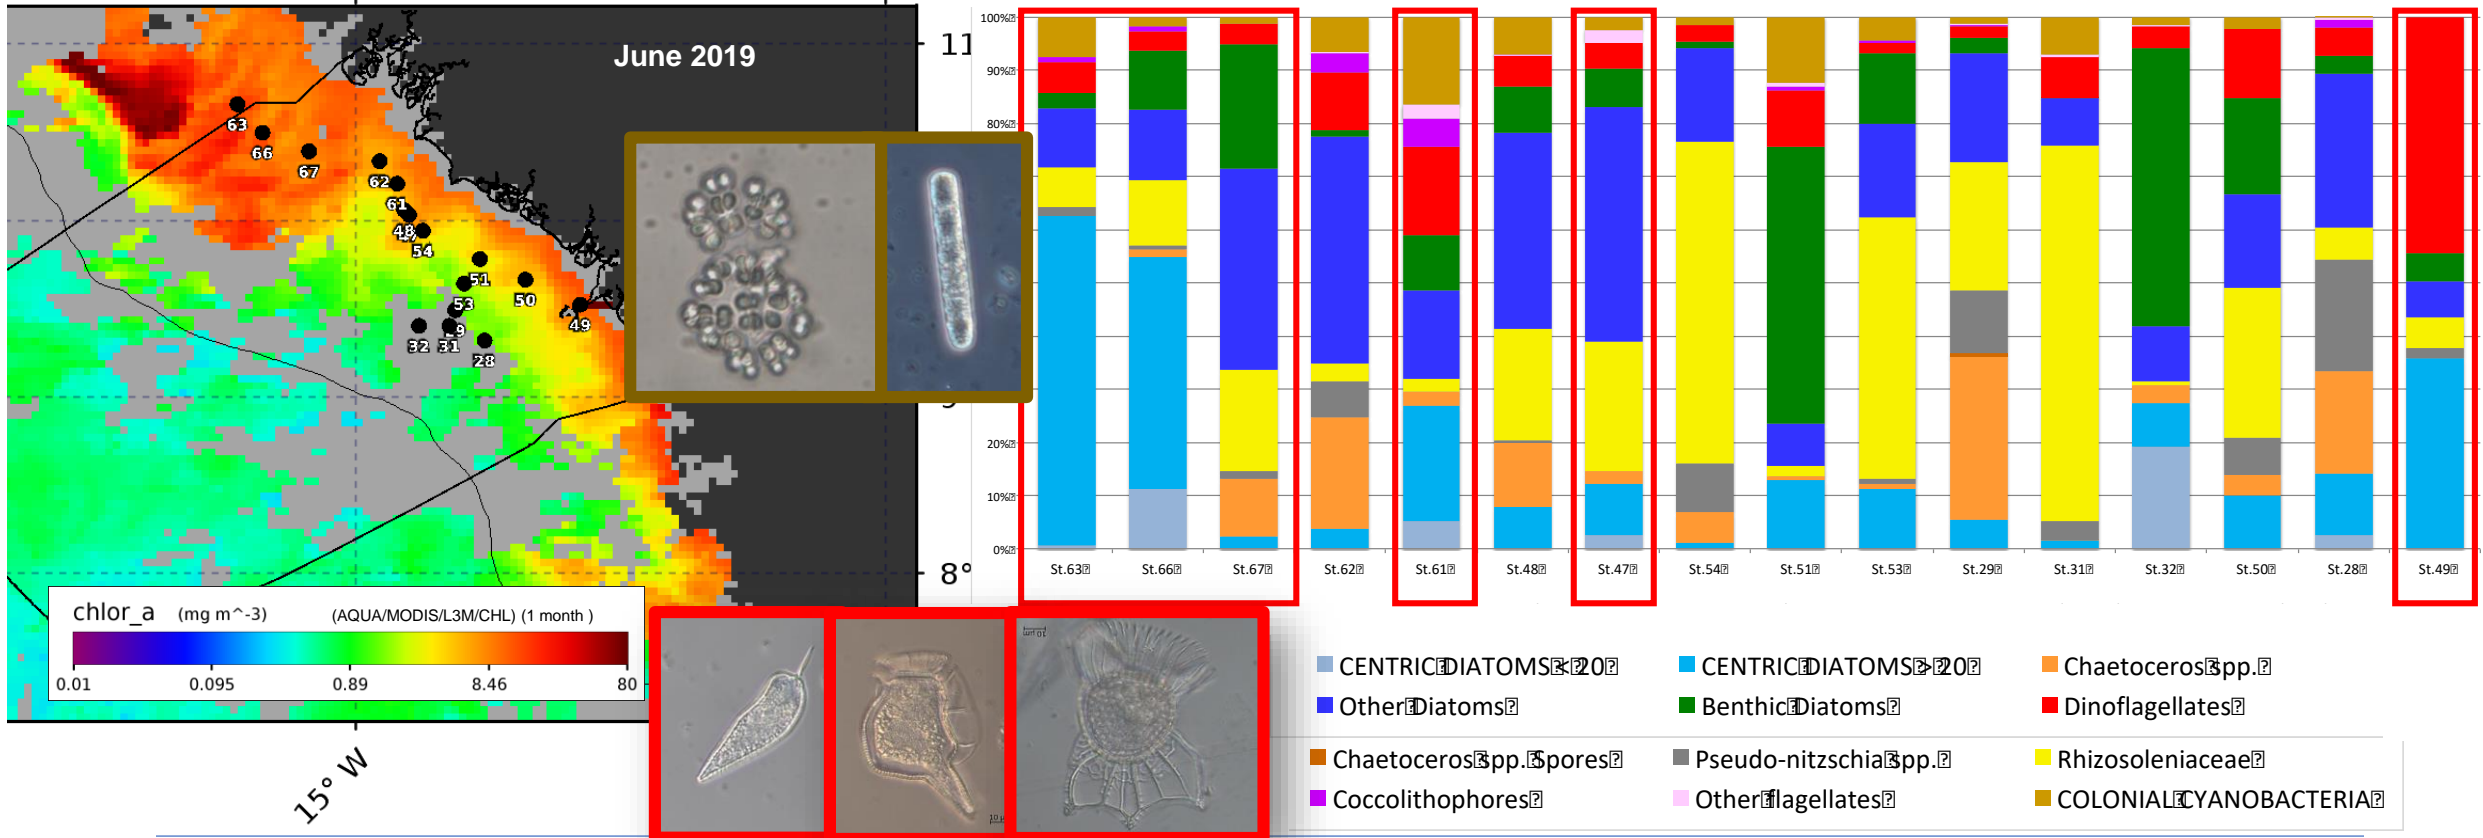 June 2019
11
9
8°
15° W
63
66
67
62
61
48
54
51
53
50
49
32
31
28
chlor_a (mg m^-3) (AQUA/MODIS/L3M/CHL) (1 month )
0.01 0.095 0.89 8.46 80
10 µm
100%
90%
80%
20%
10%
0%
St.63 St.66 St.67 St.62 St.61 St.48 St.47 St.54 St.51 St.53 St.29 St.31 St.32 St.50 St.28 St.49
CENTRIC DIATOMS < 20 CENTRIC DIATOMS > 20 Chaetoceros spp.
Other Diatoms Benthic Diatoms Dinoflagellates
Chaetoceros spp. Spores Pseudo-nitzschia spp. Rhizosoleniaceae
Coccolithophores Other flagellates COLONIAL CYANOBACTERIA